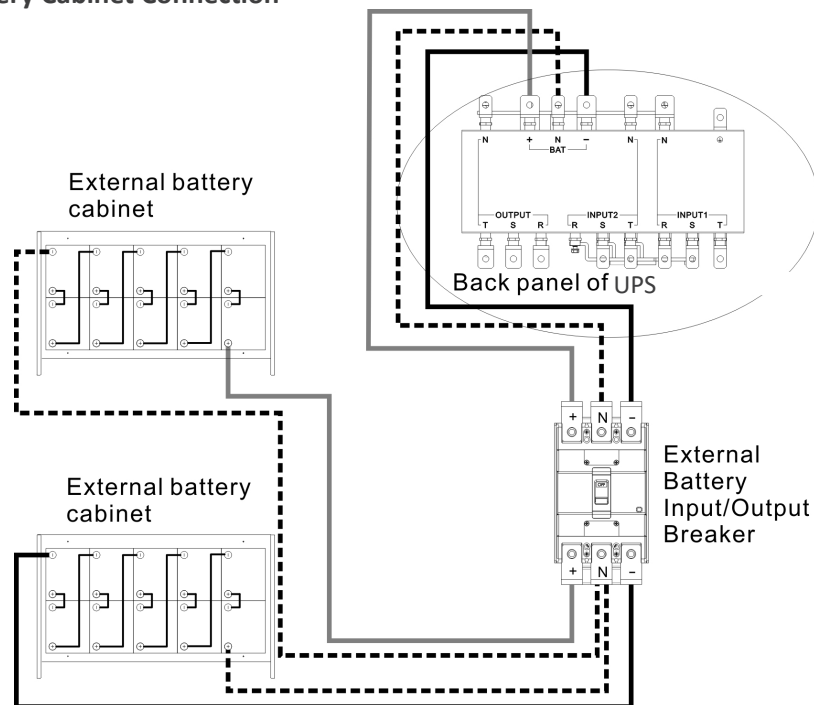 ery Cabinet Connection
N + N − N N ⏚
BAT
OUTPUT INPUT2 INPUT1
T S R R S T R S T
Back panel of UPS
External battery
cabinet
+ N −
OFF
External
Battery
Input/Output
Breaker
+ N −
External battery
cabinet